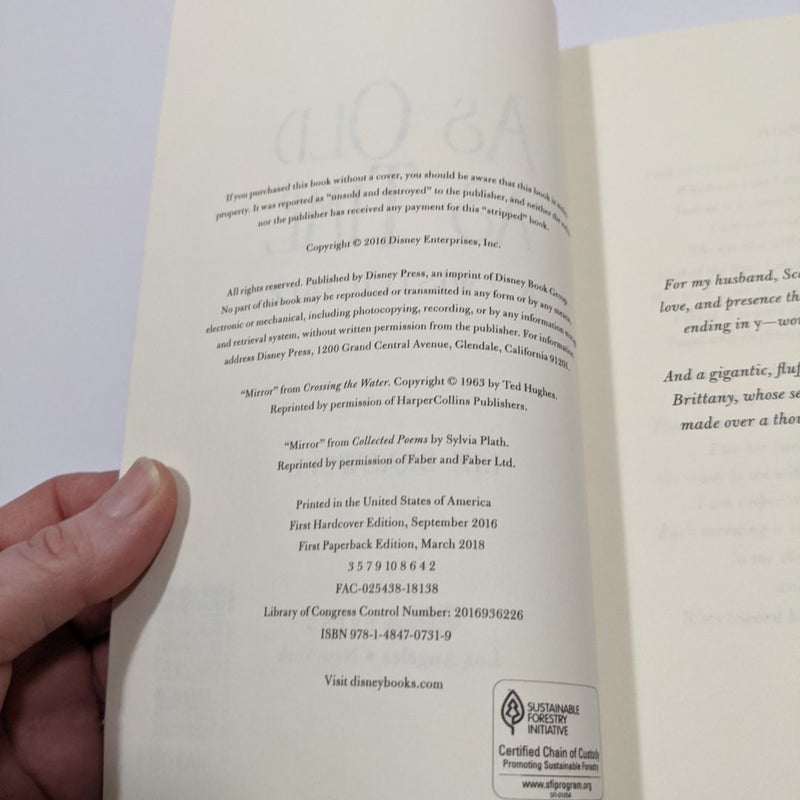 If you purchased this book without a cover, you should be aware that this book is stolen
property. It was reported as “unsold and destroyed” to the publisher, and neither the author
nor the publisher has received any payment for this “stripped” book.
Copyright © 2016 Disney Enterprises, Inc.
All rights reserved. Published by Disney Press, an imprint of Disney Book Group.
No part of this book may be reproduced or transmitted in any form or by any means,
electronic or mechanical, including photocopying, recording, or by any information storage
and retrieval system, without written permission from the publisher. For information
address Disney Press, 1200 Grand Central Avenue, Glendale, California 91201.
“Mirror” from Crossing the Water. Copyright © 1963 by Ted Hughes.
Reprinted by permission of HarperCollins Publishers.
“Mirror” from Collected Poems by Sylvia Plath.
Reprinted by permission of Faber and Faber Ltd.
Printed in the United States of America
First Hardcover Edition, September 2016
First Paperback Edition, March 2018
3 5 7 9 10 8 6 4 2
FAC-025438-18138
Library of Congress Control Number: 2016936226
ISBN 978-1-4847-0731-9
Visit disneybooks.com
SUSTAINABLE
FORESTRY
INITIATIVE
Certified Chain of Custody
Promoting Sustainable Forestry
www.sfiprogram.org
SFI-01054
For my husband,
love, and presence
ending in y—
And a gigantic,
Brittany, whose
made over a